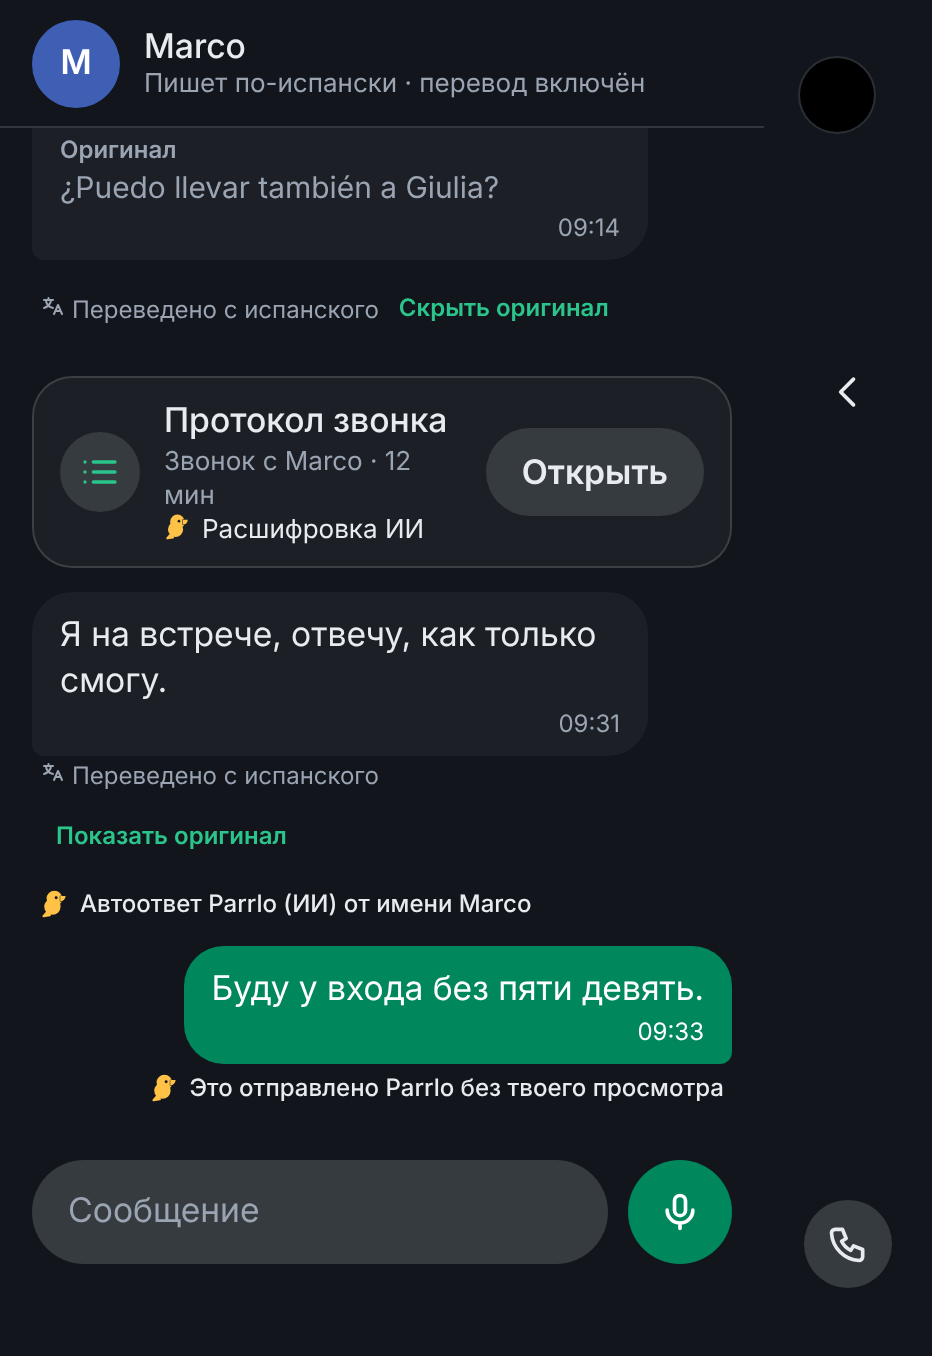 M
Marco
Пишет по-испански · перевод включён
Оригинал
¿Puedo llevar también a Giulia?
09:14
Переведено с испанского Скрыть оригинал
Протокол звонка
Звонок с Marco · 12
мин
Расшифровка ИИ
Открыть
Я на встрече, отвечу, как только
смогу.
09:31
Переведено с испанского
Показать оригинал
Автоответ Parrlo (ИИ) от имени Marco
Буду у входа без пяти девять.
09:33
Это отправлено Parrlo без твоего просмотра
Сообщение